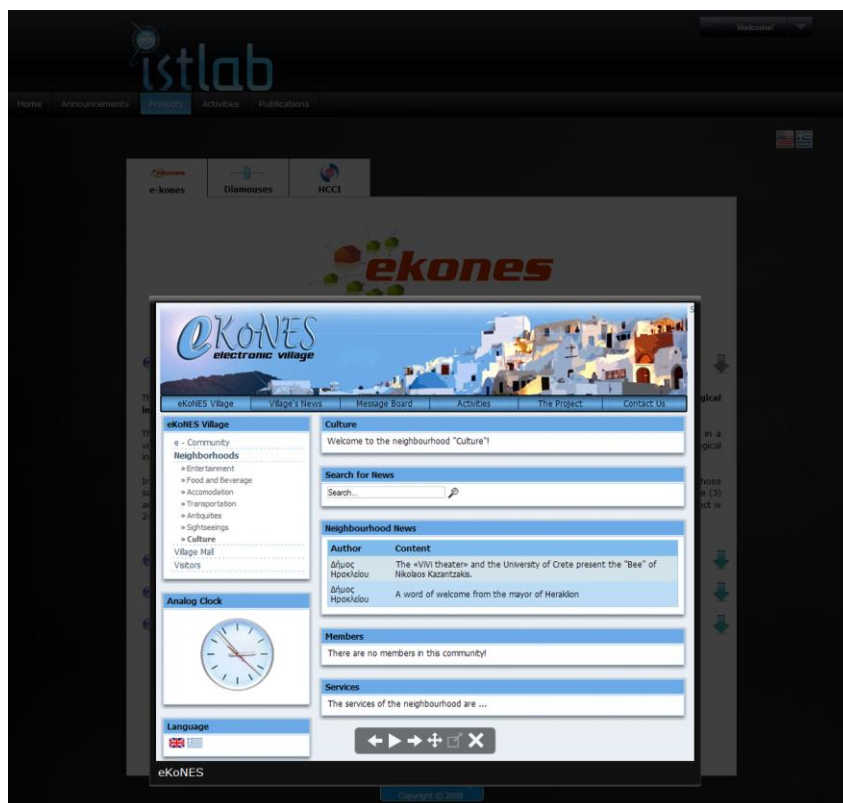 Welcome!
istlab
Home Announcements Projects Activities Publications
ekones
e-kones Diamouses HCCI
ekones
eKoNES
electronic village
eKoNES Village Village's News Message Board Activities The Project Contact Us
eKoNES Village
e - Community
Neighborhoods
» Entertainment
» Food and Beverage
» Accomodation
» Transportation
» Antiquities
» Sightseeings
» Culture
Village Mall
Visitors
Analog Clock
Language
Culture
Welcome to the neighbourhood "Culture"!
Search for News
Search...
Neighbourhood News
Author Content
Δήμος Ηρακλείου
The «ViVi theater» and the University of Crete present the "Bee" of
Nikolaos Kazantzakis.
Δήμος Ηρακλείου
A word of welcome from the mayor of Heraklion
Members
There are no members in this community!
Services
The services of the neighbourhood are ...
eKoNES
Copyright © 2009